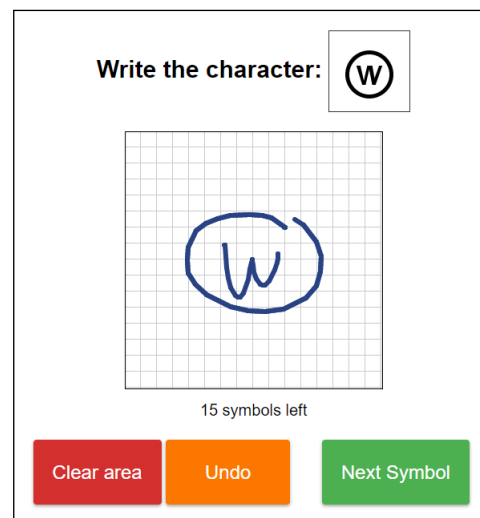 Write the character: Ⓦ
Ⓦ
15 symbols left
Clear area Undo Next Symbol